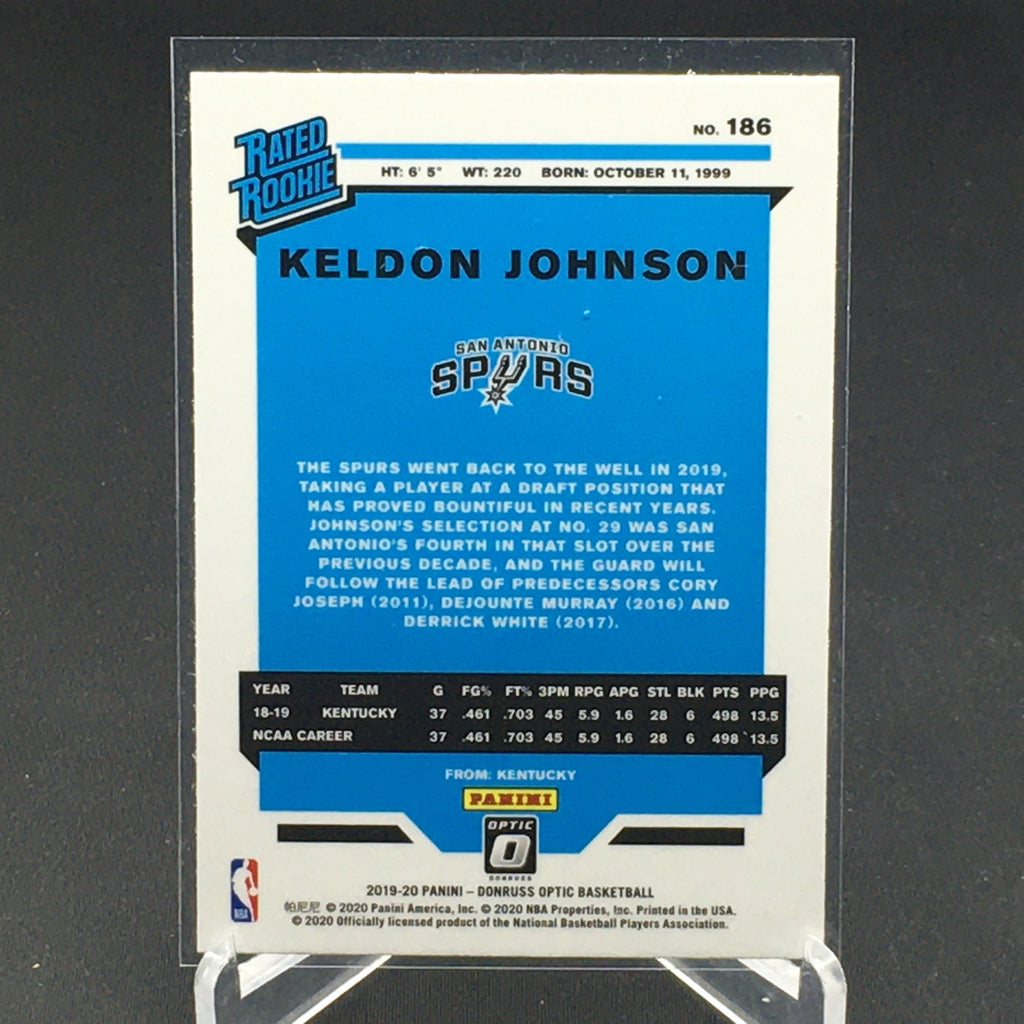 RATED ROOKIE
NO. 186
HT: 6' 5" WT: 220 BORN: OCTOBER 11, 1999
KELDON JOHNSON
SAN ANTONIO
SPURS
THE SPURS WENT BACK TO THE WELL IN 2019,
TAKING A PLAYER AT A DRAFT POSITION THAT
HAS PROVED BOUNTIFUL IN RECENT YEARS.
JOHNSON'S SELECTION AT NO. 29 WAS SAN
ANTONIO'S FOURTH IN THAT SLOT OVER THE
PREVIOUS DECADE, AND THE GUARD WILL
FOLLOW THE LEAD OF PREDECESSORS CORY
JOSEPH (2011), DEJOUNTE MURRAY (2016) AND
DERRICK WHITE (2017).
YEAR TEAM G FG% FT% 3PM RPG APG STL BLK PTS PPG
18-19 KENTUCKY 37 .461 .703 45 5.9 1.6 28 6 498 13.5
NCAA CAREER 37 .461 .703 45 5.9 1.6 28 6 498 13.5
FROM: KENTUCKY
PANINI
OPTIC
O
DONRUSS
NBA
2019-20 PANINI – DONRUSS OPTIC BASKETBALL
帕尼尼 © 2020 Panini America, Inc. © 2020 NBA Properties, Inc. Printed in the USA.
© 2020 Officially licensed product of the National Basketball Players Association.